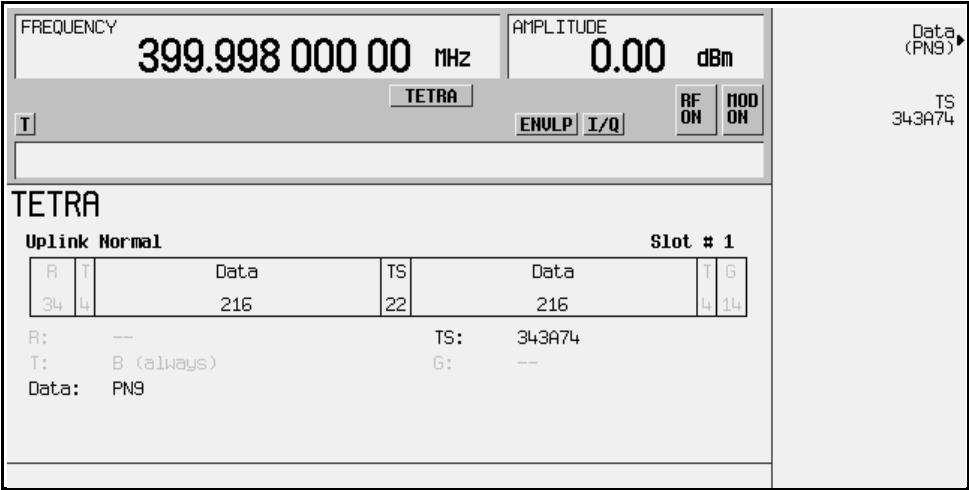 FREQUENCY
399.998 000 00 MHz
AMPLITUDE
0.00 dBm
Data
(PN9)
TETRA
T
ENVLP I/Q
RF
ON
MOD
ON
TS
343A74
TETRA
Uplink Normal
Slot # 1
R T Data TS Data T G
34 4 216 22 216 4 14
R: -- TS: 343A74
T: B (always) G: --
Data: PN9